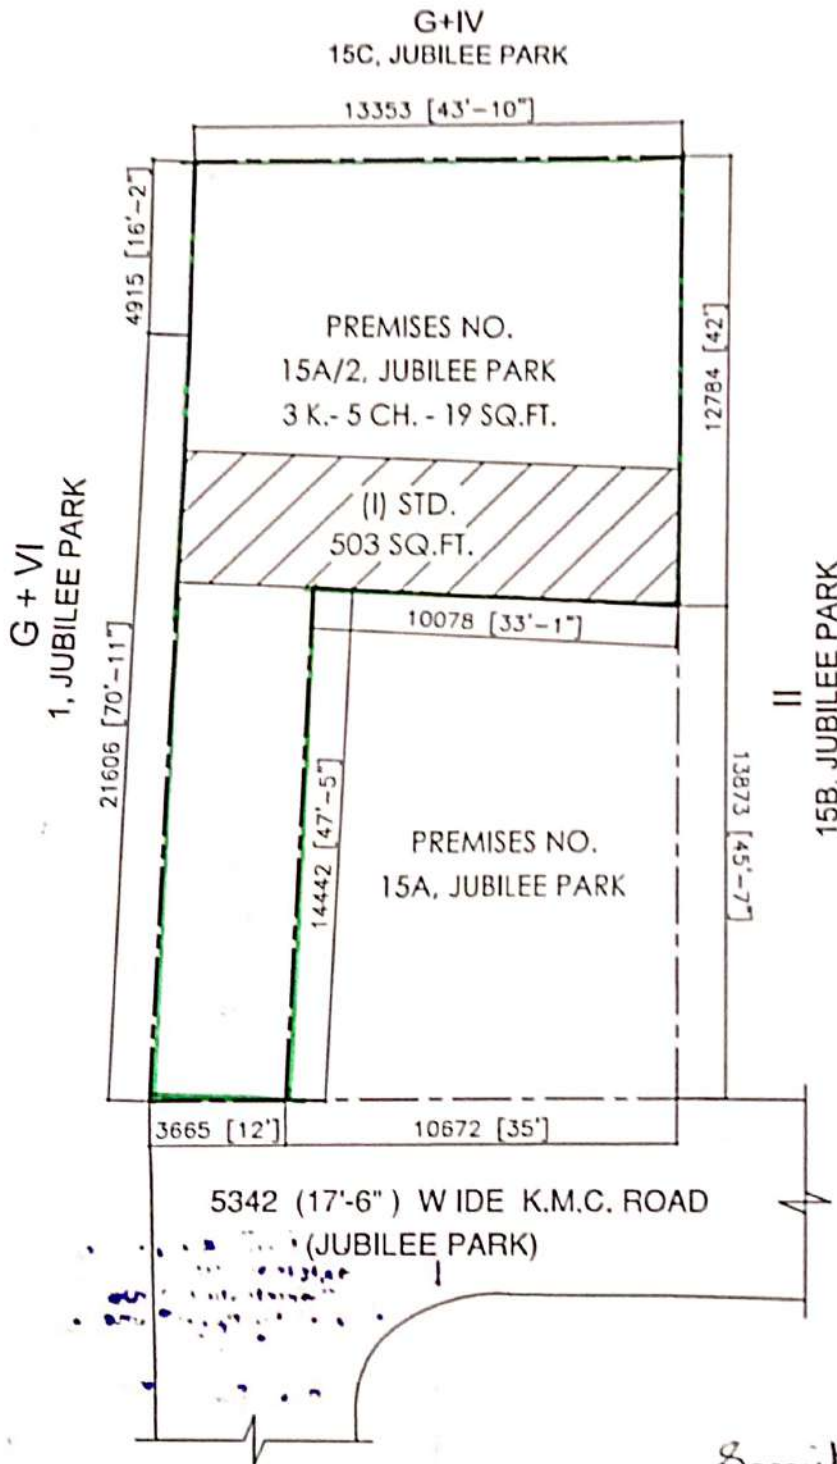 G+IV
15C, JUBILEE PARK
13353 [43'-10"]
4915 [16'-2"]
PREMISES NO.
15A/2, JUBILEE PARK
3 K.- 5 CH. - 19 SQ.FT.
12784 [42']
(I) STD.
503 SQ.FT.
G + VI
1, JUBILEE PARK
21606 [70'-11"]
10078 [33'-1"]
II
15B, JUBILEE PARK
14442 [47'-5"]
13873 [45'-7"]
PREMISES NO.
15A, JUBILEE PARK
3665 [12']
10672 [35']
5342 (17'-6") WIDE K.M.C. ROAD
(JUBILEE PARK)